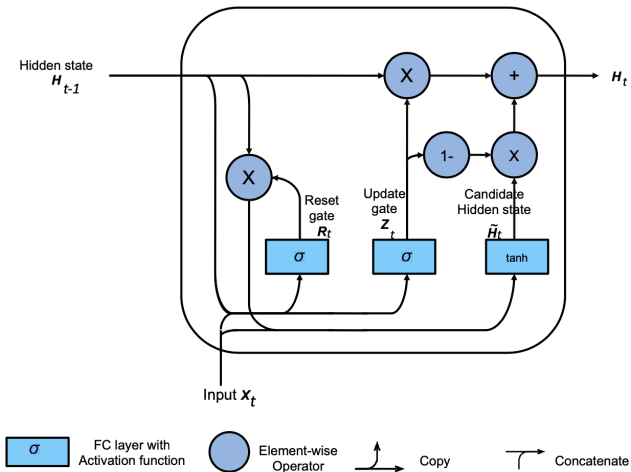 Hidden state
H t-1
X
+
H t
X
1-
X
Reset
gate
R t
Update
gate
Z t
Candidate
Hidden state
H̃ t
σ
σ
tanh
Input X t
σ
FC layer with
Activation function
Element-wise
Operator
Copy
Concatenate